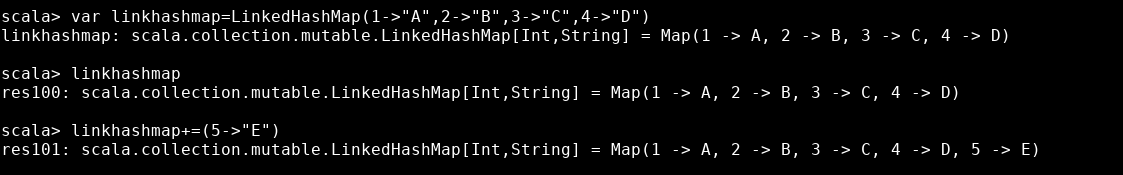 scala> var linkhashmap=LinkedHashMap(1->"A",2->"B",3->"C",4->"D")
linkhashmap: scala.collection.mutable.LinkedHashMap[Int,String] = Map(1 -> A, 2 -> B, 3 -> C, 4 -> D)
scala> linkhashmap
res100: scala.collection.mutable.LinkedHashMap[Int,String] = Map(1 -> A, 2 -> B, 3 -> C, 4 -> D)
scala> linkhashmap+=(5->"E")
res101: scala.collection.mutable.LinkedHashMap[Int,String] = Map(1 -> A, 2 -> B, 3 -> C, 4 -> D, 5 -> E)